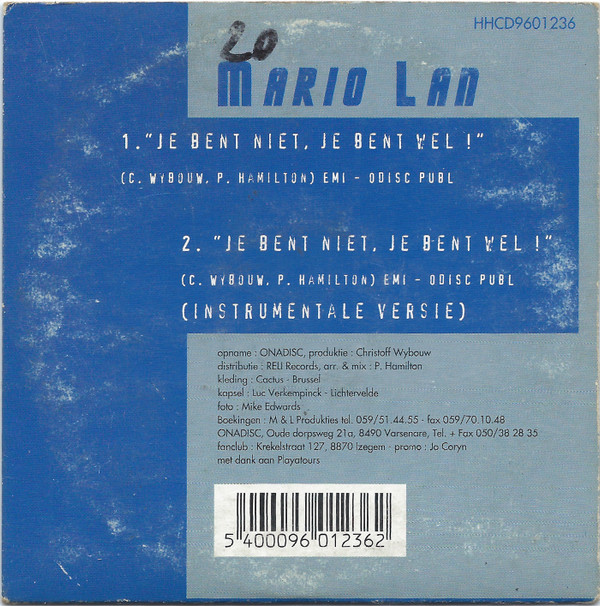 HHCD9601236
20
MARIO LAN
1. "JE BENT NIET, JE BENT WEL !"
(C. WYBOUW, P. HAMILTON) EMI - ODISC PUBL
2. "JE BENT NIET, JE BENT WEL !"
(C. WYBOUW, P. HAMILTON) EMI - ODISC PUBL
(INSTRUMENTALE VERSIE)
opname : ONADISC, produktie : Christoff Wybouw
distributie : RELI Records, arr. & mix : P. Hamilton
kleding : Cactus - Brussel
kapsel : Luc Verkempinck - Lichtervelde
foto : Mike Edwards
Boekingen : M & L Produkties tel. 059/51.44.55 - fax 059/70.10.48
ONADISC, Oude dorpsweg 21a, 8490 Varsenare, Tel. + Fax 050/38 28 35
fanclub : Krekelstraat 127, 8870 Izegem - promo : Jo Coryn
met dank aan Playatours
5 400096 012362